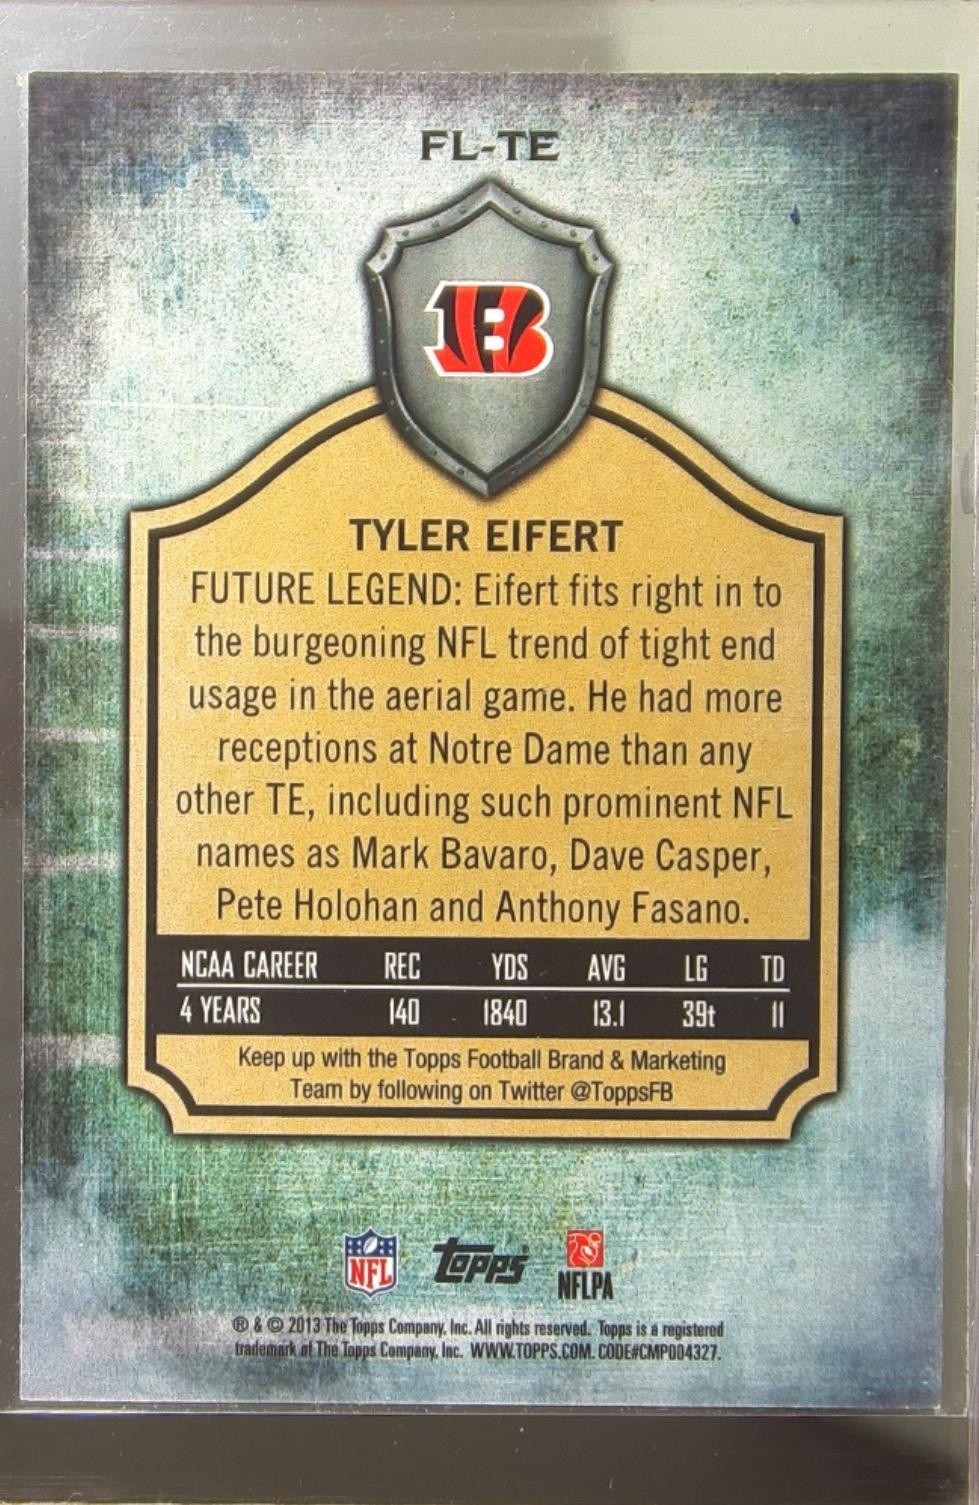 FL-TE
B
TYLER EIFERT
FUTURE LEGEND: Eifert fits right in to
the burgeoning NFL trend of tight end
usage in the aerial game. He had more
receptions at Notre Dame than any
other TE, including such prominent NFL
names as Mark Bavaro, Dave Casper,
Pete Holohan and Anthony Fasano.
NCAA CAREER REC YDS AVG LG TD
4 YEARS 140 1840 13.1 39t 11
Keep up with the Topps Football Brand & Marketing
Team by following on Twitter @ToppsFB
NFL topps NFLPA
® & © 2013 The Topps Company, Inc. All rights reserved. Topps is a registered
trademark of The Topps Company, Inc. WWW.TOPPS.COM. CODE#CMP004327.